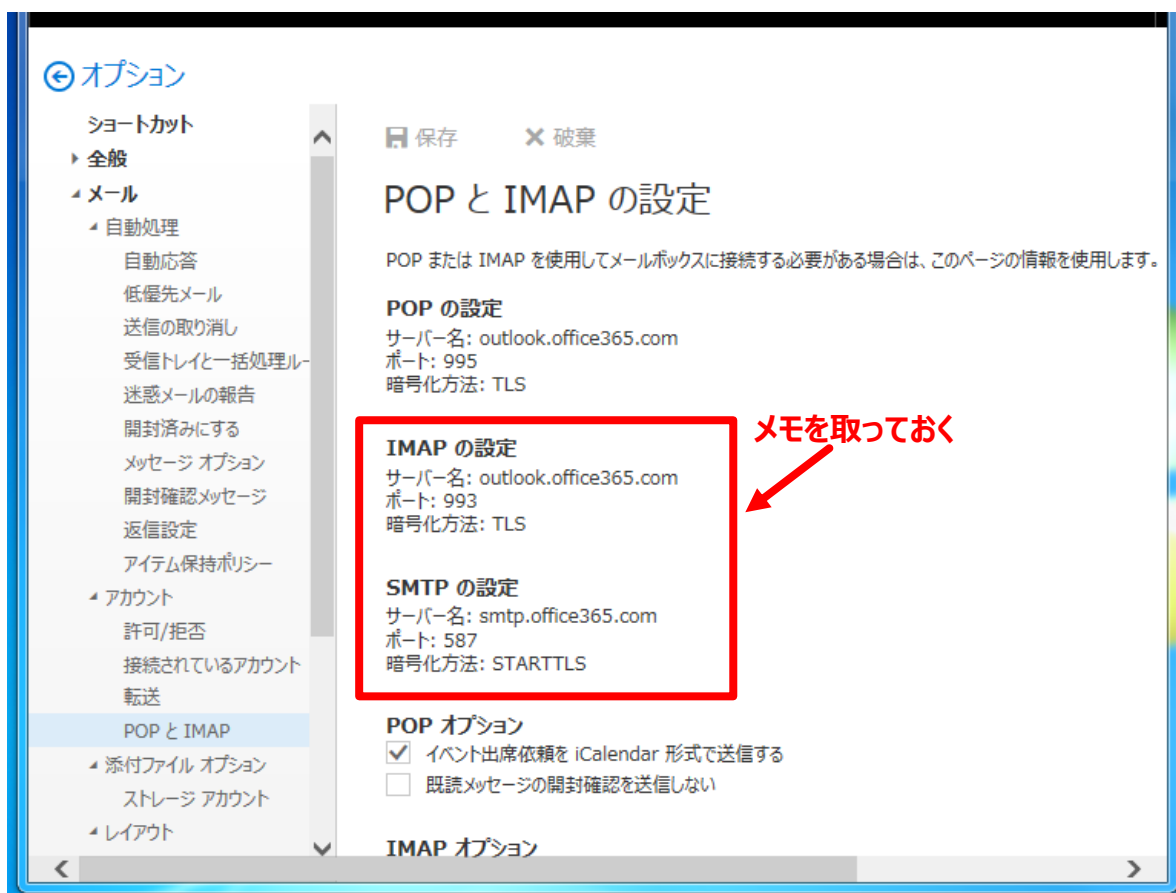 オプション
ショートカット
全般
メール
自動処理
自動応答
低優先メール
送信の取り消し
受信トレイと一括処理ル
迷惑メールの報告
開封済みにする
メッセージ オプション
開封確認メッセージ
返信設定
アイテム保持ポリシー
アカウント
許可/拒否
接続されているアカウント
転送
POP と IMAP
添付ファイル オプション
ストレージ アカウント
レイアウト
保存 破棄
POP と IMAP の設定
POP または IMAP を使用してメールボックスに接続する必要がある場合は、このページの情報を使用します。
POP の設定
サーバー名: outlook.office365.com
ポート: 995
暗号化方法: TLS
メモを取っておく
IMAP の設定
サーバー名: outlook.office365.com
ポート: 993
暗号化方法: TLS
SMTP の設定
サーバー名: smtp.office365.com
ポート: 587
暗号化方法: STARTTLS
POP オプション
イベント出席依頼を iCalendar 形式で送信する
既読メッセージの開封確認を送信しない
IMAP オプション